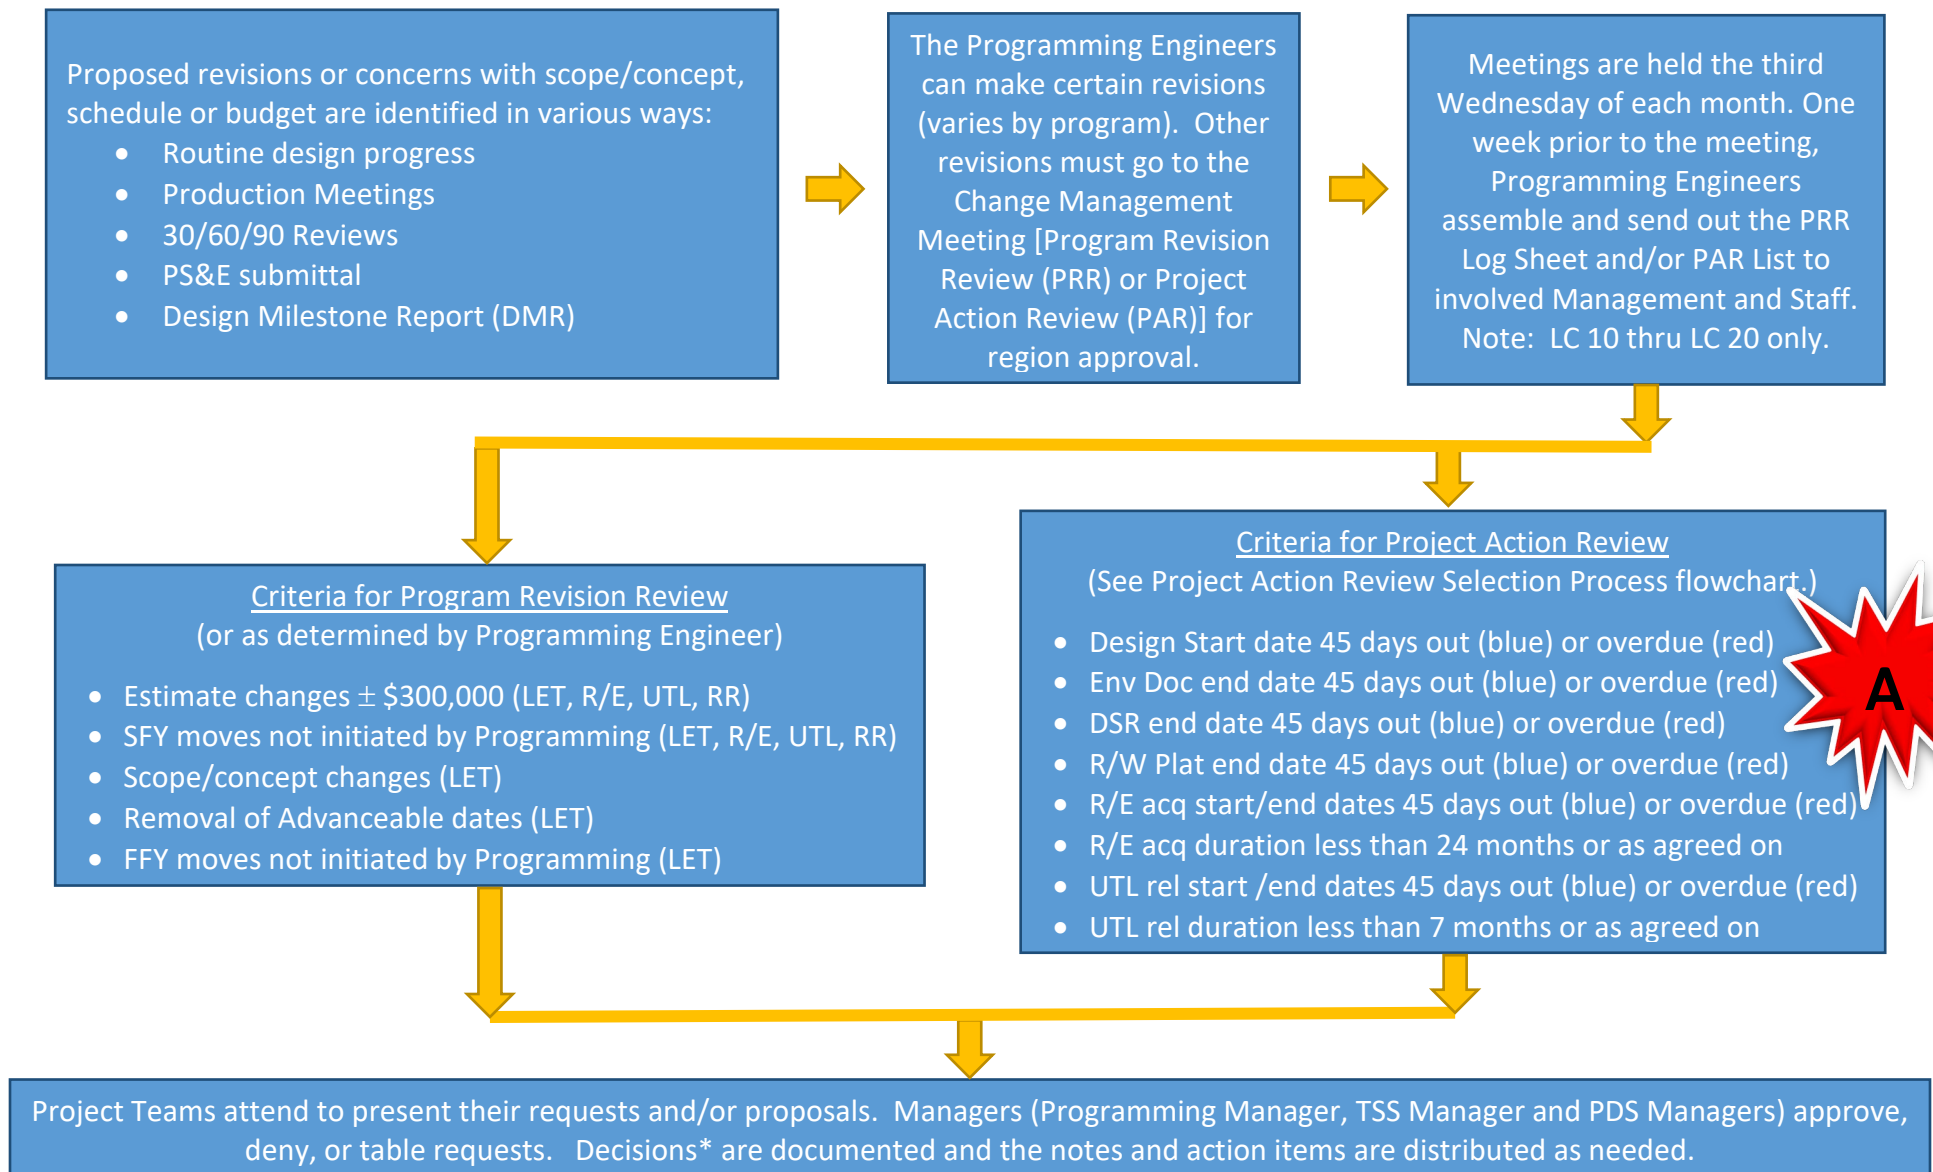 Proposed revisions or concerns with scope/concept,
schedule or budget are identified in various ways:
• Routine design progress
• Production Meetings
• 30/60/90 Reviews
• PS&E submittal
• Design Milestone Report (DMR)
The Programming Engineers
can make certain revisions
(varies by program).  Other
revisions must go to the
Change Management
Meeting [Program Revision
Review (PRR) or Project
Action Review (PAR)] for
region approval.
Meetings are held the third
Wednesday of each month. One
week prior to the meeting,
Programming Engineers
assemble and send out the PRR
Log Sheet and/or PAR List to
involved Management and Staff.
Note:  LC 10 thru LC 20 only.
Criteria for Program Revision Review
(or as determined by Programming Engineer)
• Estimate changes ± $300,000 (LET, R/E, UTL, RR)
• SFY moves not initiated by Programming (LET, R/E, UTL, RR)
• Scope/concept changes (LET)
• Removal of Advanceable dates (LET)
• FFY moves not initiated by Programming (LET)
Criteria for Project Action Review
(See Project Action Review Selection Process flowchart.)
• Design Start date 45 days out (blue) or overdue (red)
• Env Doc end date 45 days out (blue) or overdue (red)
• DSR end date 45 days out (blue) or overdue (red)
• R/W Plat end date 45 days out (blue) or overdue (red)
• R/E acq start/end dates 45 days out (blue) or overdue (red)
• R/E acq duration less than 24 months or as agreed on
• UTL rel start /end dates 45 days out (blue) or overdue (red)
• UTL rel duration less than 7 months or as agreed on
A
Project Teams attend to present their requests and/or proposals.  Managers (Programming Manager, TSS Manager and PDS Managers) approve,
deny, or table requests.   Decisions* are documented and the notes and action items are distributed as needed.